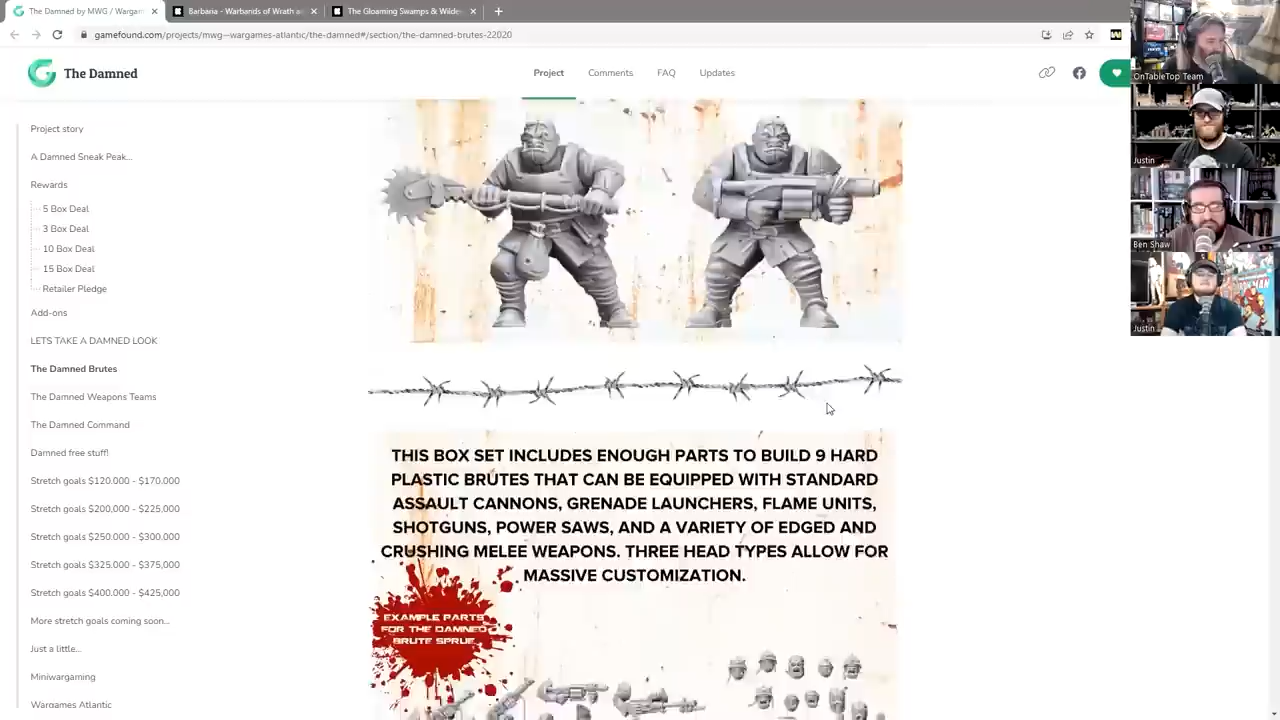 The Damned by MWG / Wargam
Barbaria - Warbands of Wrath a
The Gloaming Swamps & Wilde
gamefound.com/projects/mwg--wargames-atlantic/the-damned#/section/the-damned-brutes-22020
The Damned
Project
Comments
FAQ
Updates
OnTableTop Team
Justin
Ben Shaw
Justin
Project story
A Damned Sneak Peak...
Rewards
5 Box Deal
3 Box Deal
10 Box Deal
15 Box Deal
Retailer Pledge
Add-ons
LETS TAKE A DAMNED LOOK
The Damned Brutes
The Damned Weapons Teams
The Damned Command
Damned free stuff!
Stretch goals $120.000 - $170.000
Stretch goals $200,000 - $225,000
Stretch goals $250.000 - $300.000
Stretch goals $325.000 - $375,000
Stretch goals $400.000 - $425,000
More stretch goals coming soon...
Just a little...
Miniwargaming
Wargames Atlantic
THIS BOX SET INCLUDES ENOUGH PARTS TO BUILD 9 HARD
PLASTIC BRUTES THAT CAN BE EQUIPPED WITH STANDARD
ASSAULT CANNONS, GRENADE LAUNCHERS, FLAME UNITS,
SHOTGUNS, POWER SAWS, AND A VARIETY OF EDGED AND
CRUSHING MELEE WEAPONS. THREE HEAD TYPES ALLOW FOR
MASSIVE CUSTOMIZATION.
EXAMPLE PARTS
FOR THE DAMNED
BRUTE SPRUE